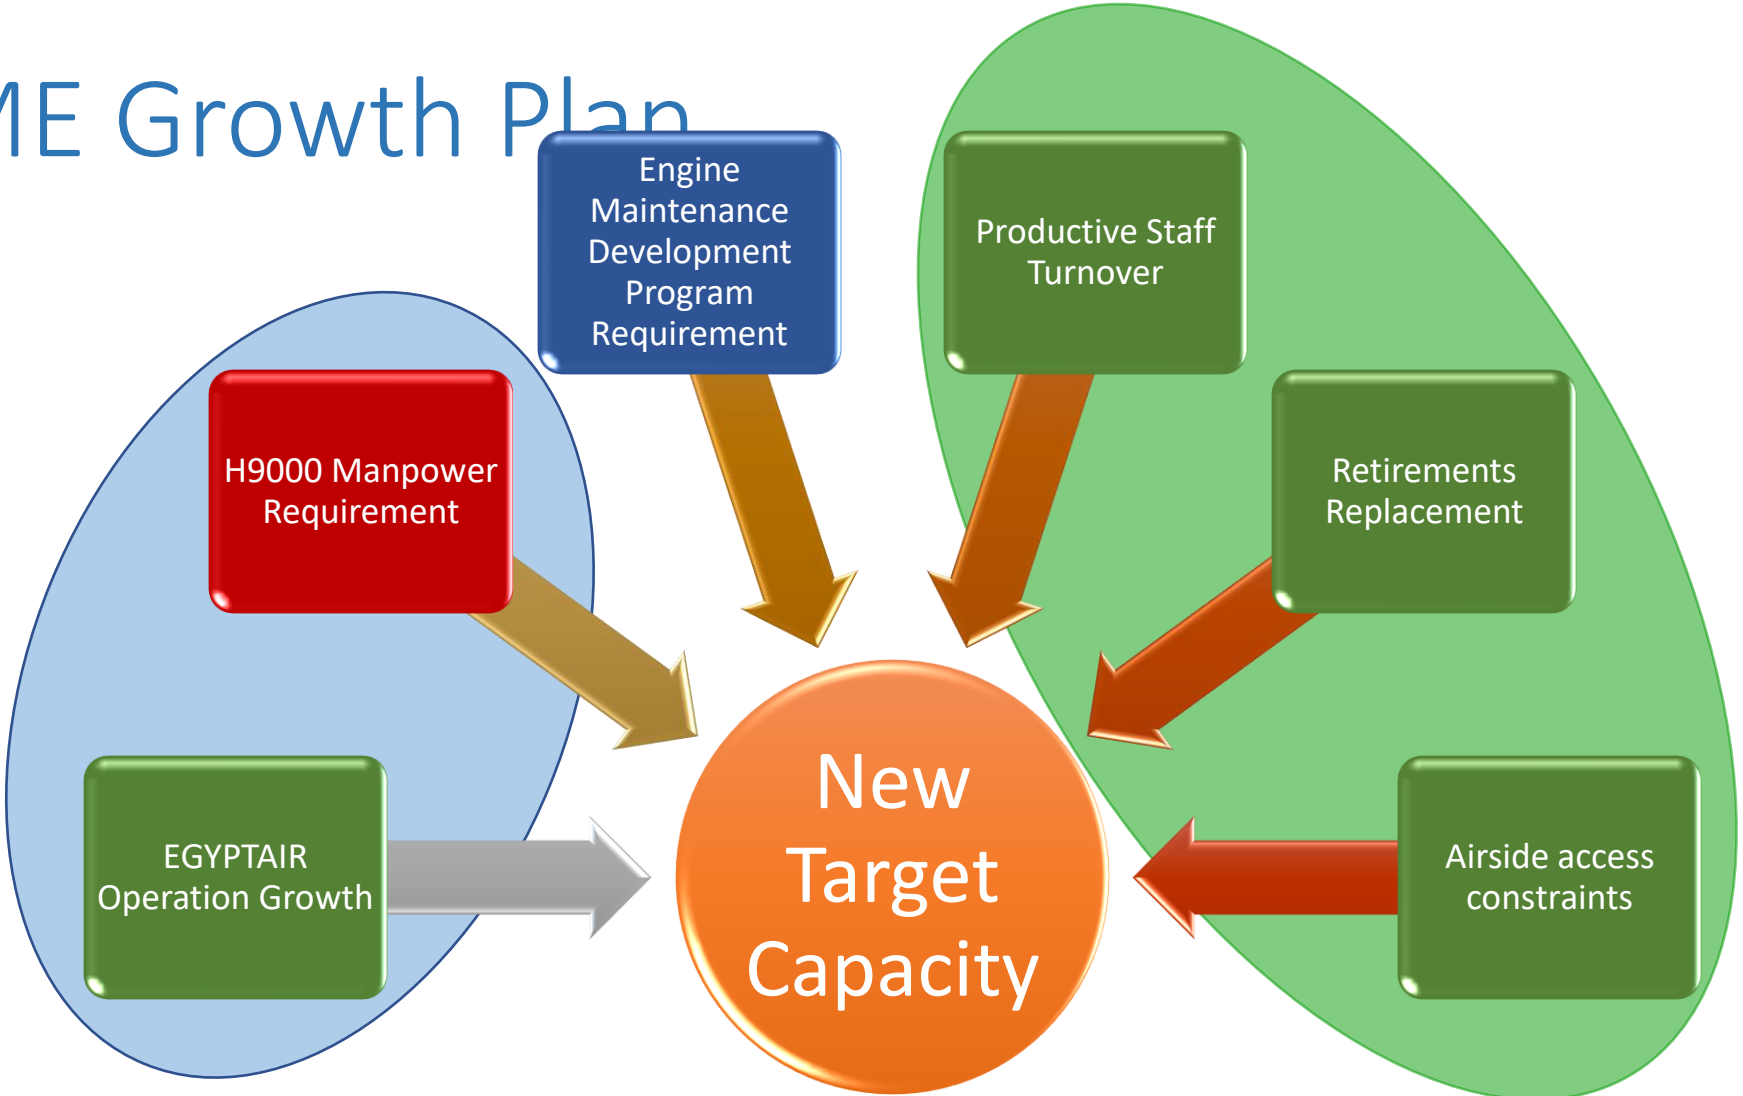 ME Growth Plan
Engine
Maintenance
Development
Program
Requirement
Productive Staff
Turnover
H9000 Manpower
Requirement
Retirements
Replacement
EGYPTAIR
Operation Growth
Airside access
constraints
New
Target
Capacity